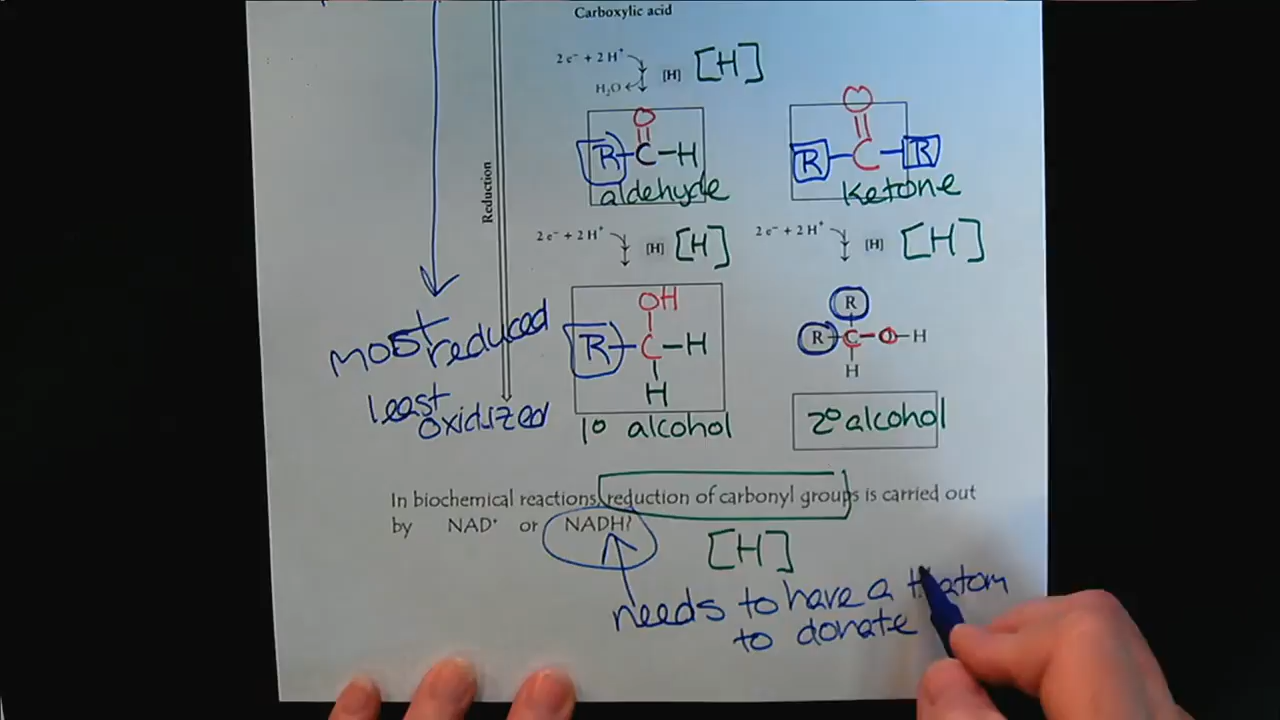 Carboxylic acid
2 e⁻ + 2 H⁺
H₂O
[H] [H]
O
R-C-H
aldehyde
O
R-C-R
Ketone
Reduction
2 e⁻ + 2 H⁺
[H] [H]
2 e⁻ + 2 H⁺
[H] [H]
OH
R-C-H
H
1° alcohol
R
R-C-O-H
H
2° alcohol
most reduced
least oxidized
In biochemical reactions, reduction of carbonyl groups is carried out
by NAD⁺ or NADH?
[H]
needs to have a H atom
to donate